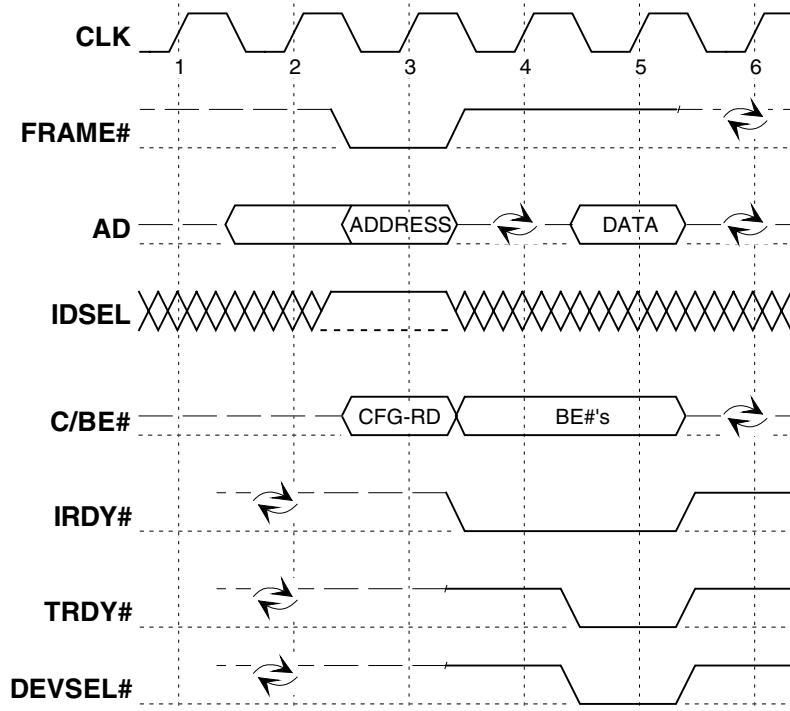 CLK
1 2 3 4 5 6
FRAME#
AD
ADDRESS
DATA
IDSEL
C/BE#
CFG-RD
BE#'s
IRDY#
TRDY#
DEVSEL#